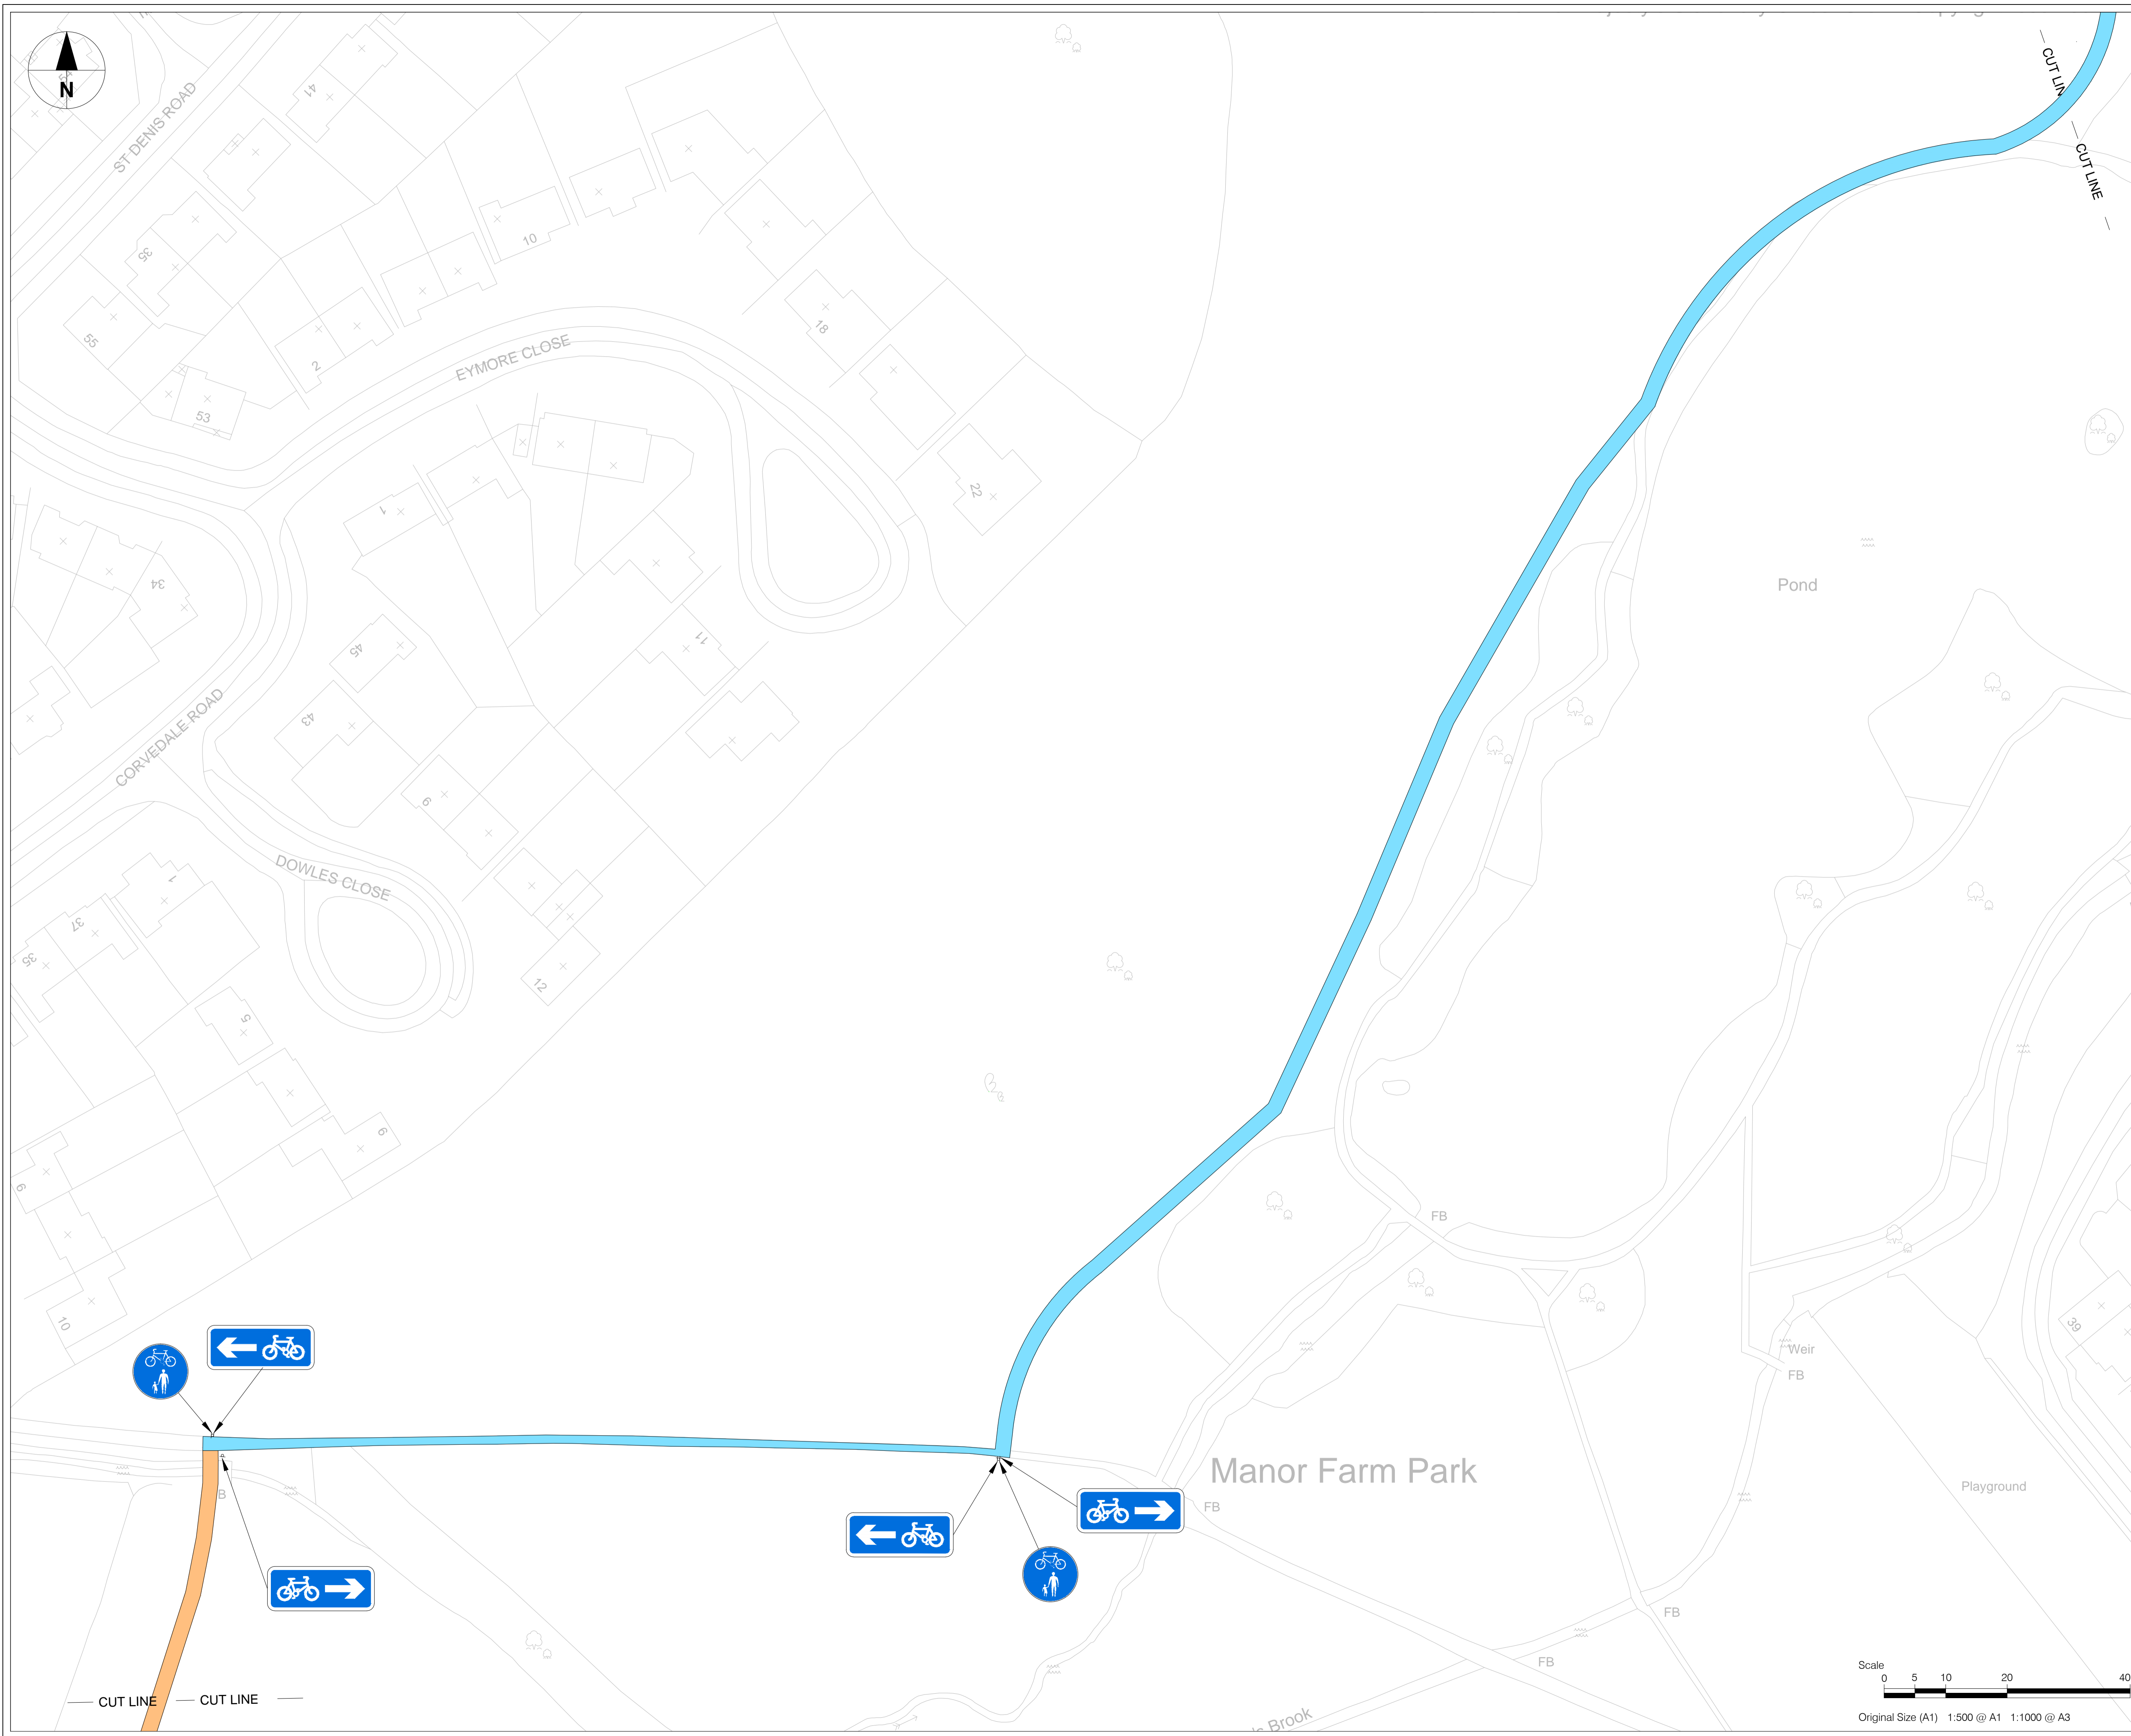 N
CUT LINE
CUT LINE
ST DENIS ROAD
41
35
55
2
53
10
18
22
EYMORE CLOSE
1
34
45
11
43
9
Pond
CORVEDALE ROAD
DOWLES CLOSE
1
37
35
12
5
9
9
10
FB
39
Weir
FB
Manor Farm Park
Playground
FB
B
FB
FB
CUT LINE
CUT LINE
Brook
Scale
0 5 10 20 40
Original Size (A1) 1:500 @ A1 1:1000 @ A3